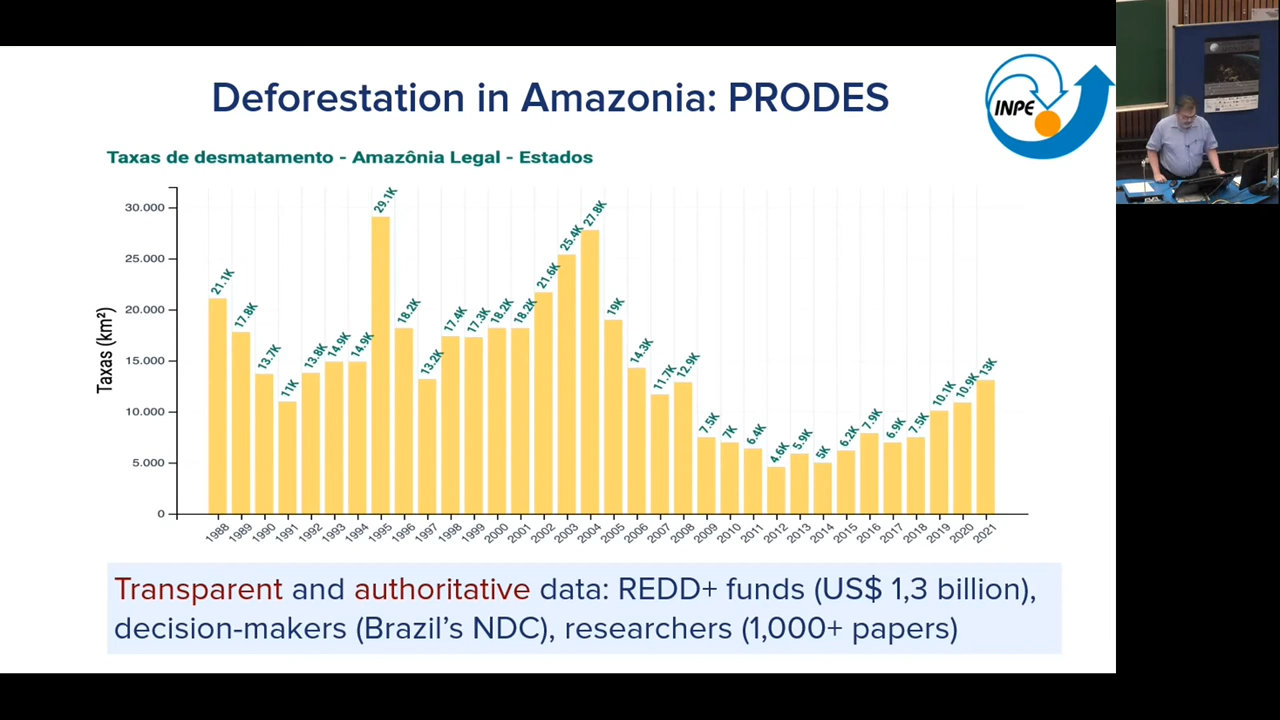 Deforestation in Amazonia: PRODES
INPE
Taxas de desmatamento - Amazônia Legal - Estados
Taxas (km²)
30.000
25.000
20.000
15.000
10.000
5.000
0
21.1K
17.8K
13.7K
11K
13.8K
14.9K
14.9K
29.1K
18.2K
13.2K
17.4K
17.3K
18.2K
18.2K
21.6K
25.4K
27.8K
19K
14.3K
11.7K
12.9K
7.5K
7K
6.4K
4.6K
5.9K
5K
6.2K
7.9K
6.9K
7.5K
10.1K
10.9K
13K
1988
1989
1990
1991
1992
1993
1994
1995
1996
1997
1998
1999
2000
2001
2002
2003
2004
2005
2006
2007
2008
2009
2010
2011
2012
2013
2014
2015
2016
2017
2018
2019
2020
2021
Transparent and authoritative data: REDD+ funds (US$ 1,3 billion),
decision-makers (Brazil's NDC), researchers (1,000+ papers)